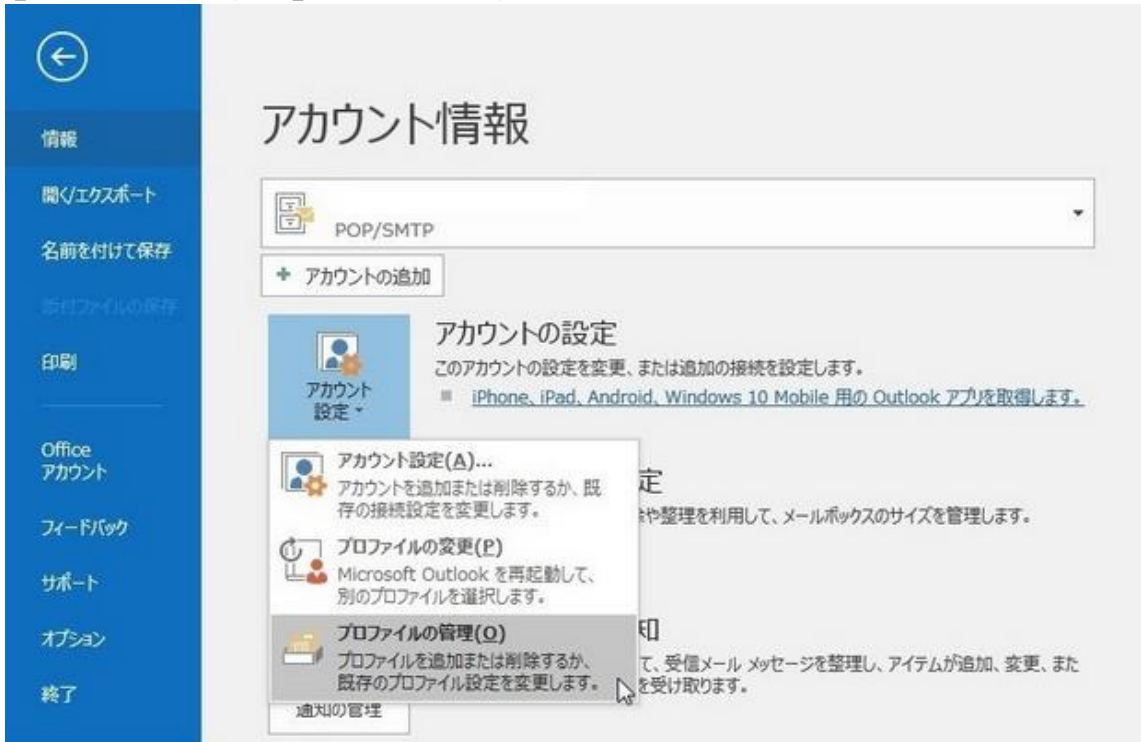 情報
開く/エクスポート
名前を付けて保存
添付ファイルの保存
印刷
Office
アカウント
フィードバック
サポート
オプション
終了
アカウント情報
POP/SMTP
+ アカウントの追加
アカウント
設定
アカウントの設定
このアカウントの設定を変更、または追加の接続を設定します。
iPhone、iPad、Android、Windows 10 Mobile 用の Outlook アプリを取得します。
アカウント設定(A)...
アカウントを追加または削除するか、既
存の接続設定を変更します。
プロファイルの変更(P)
Microsoft Outlook を再起動して、
別のプロファイルを選択します。
プロファイルの管理(O)
プロファイルを追加または削除するか、
既存のプロファイル設定を変更します。
定
や整理を利用して、メールボックスのサイズを管理します。
知
て、受信メール メッセージを整理し、アイテムが追加、変更、また
を受け取ります。
通知の管理